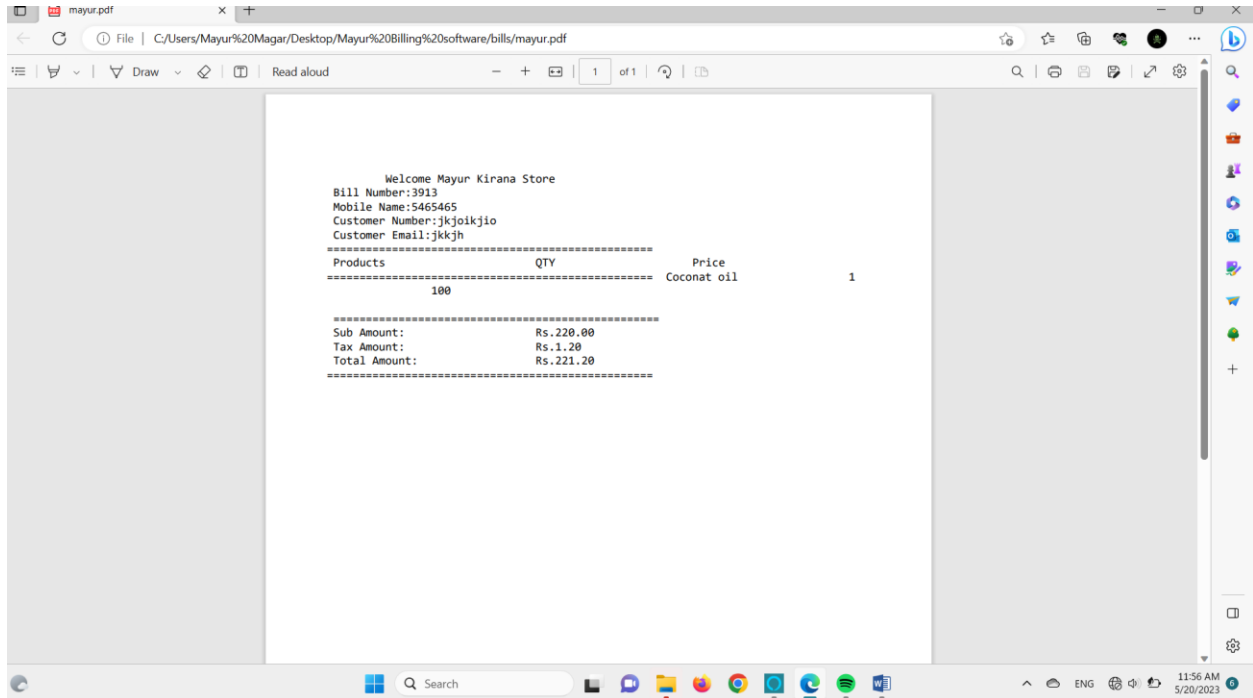 mayur.pdf
File | C:/Users/Mayur%20Magar/Desktop/Mayur%20Billing%20software/bills/mayur.pdf
Draw
Read aloud
1 of 1
Welcome Mayur Kirana Store
Bill Number:3913
Mobile Name:5465465
Customer Number:jkjoikjio
Customer Email:jkkjh
==================================================
Products QTY Price
================================================== Coconat oil 1
100
==================================================
Sub Amount: Rs.220.00
Tax Amount: Rs.1.20
Total Amount: Rs.221.20
==================================================
Search
ENG
11:56 AM
5/20/2023
6